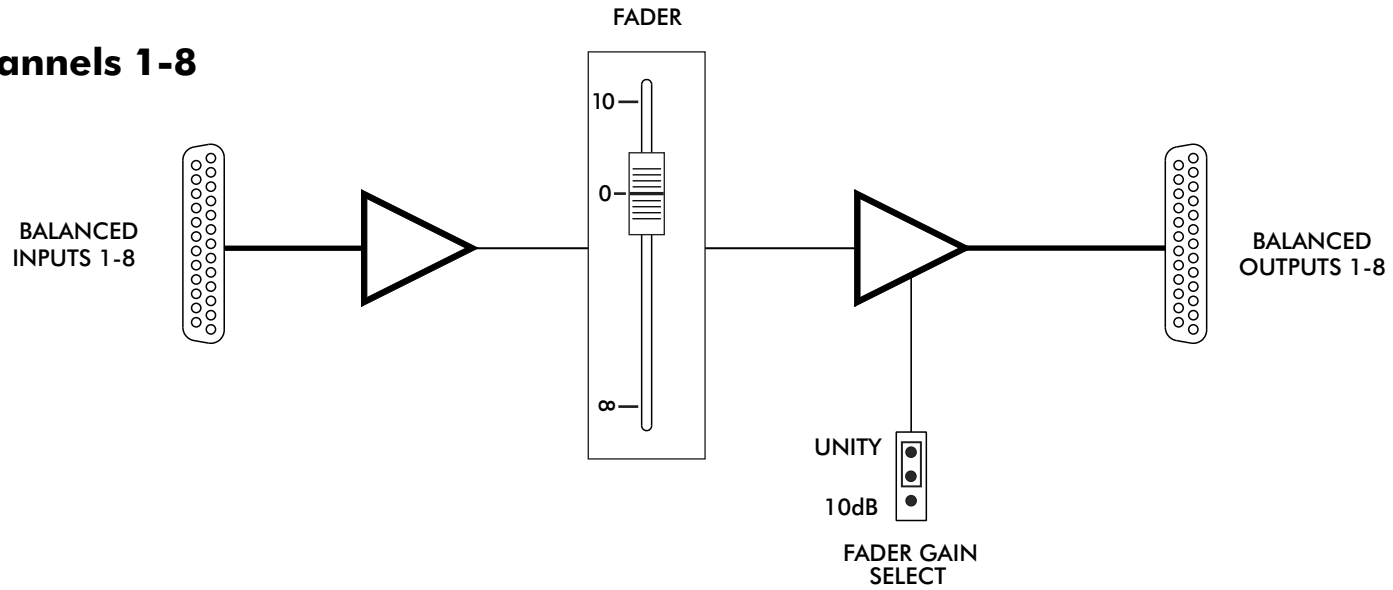 FADER
annels 1-8
10
0
∞
BALANCED
INPUTS 1-8
BALANCED
OUTPUTS 1-8
UNITY
10dB
FADER GAIN
SELECT